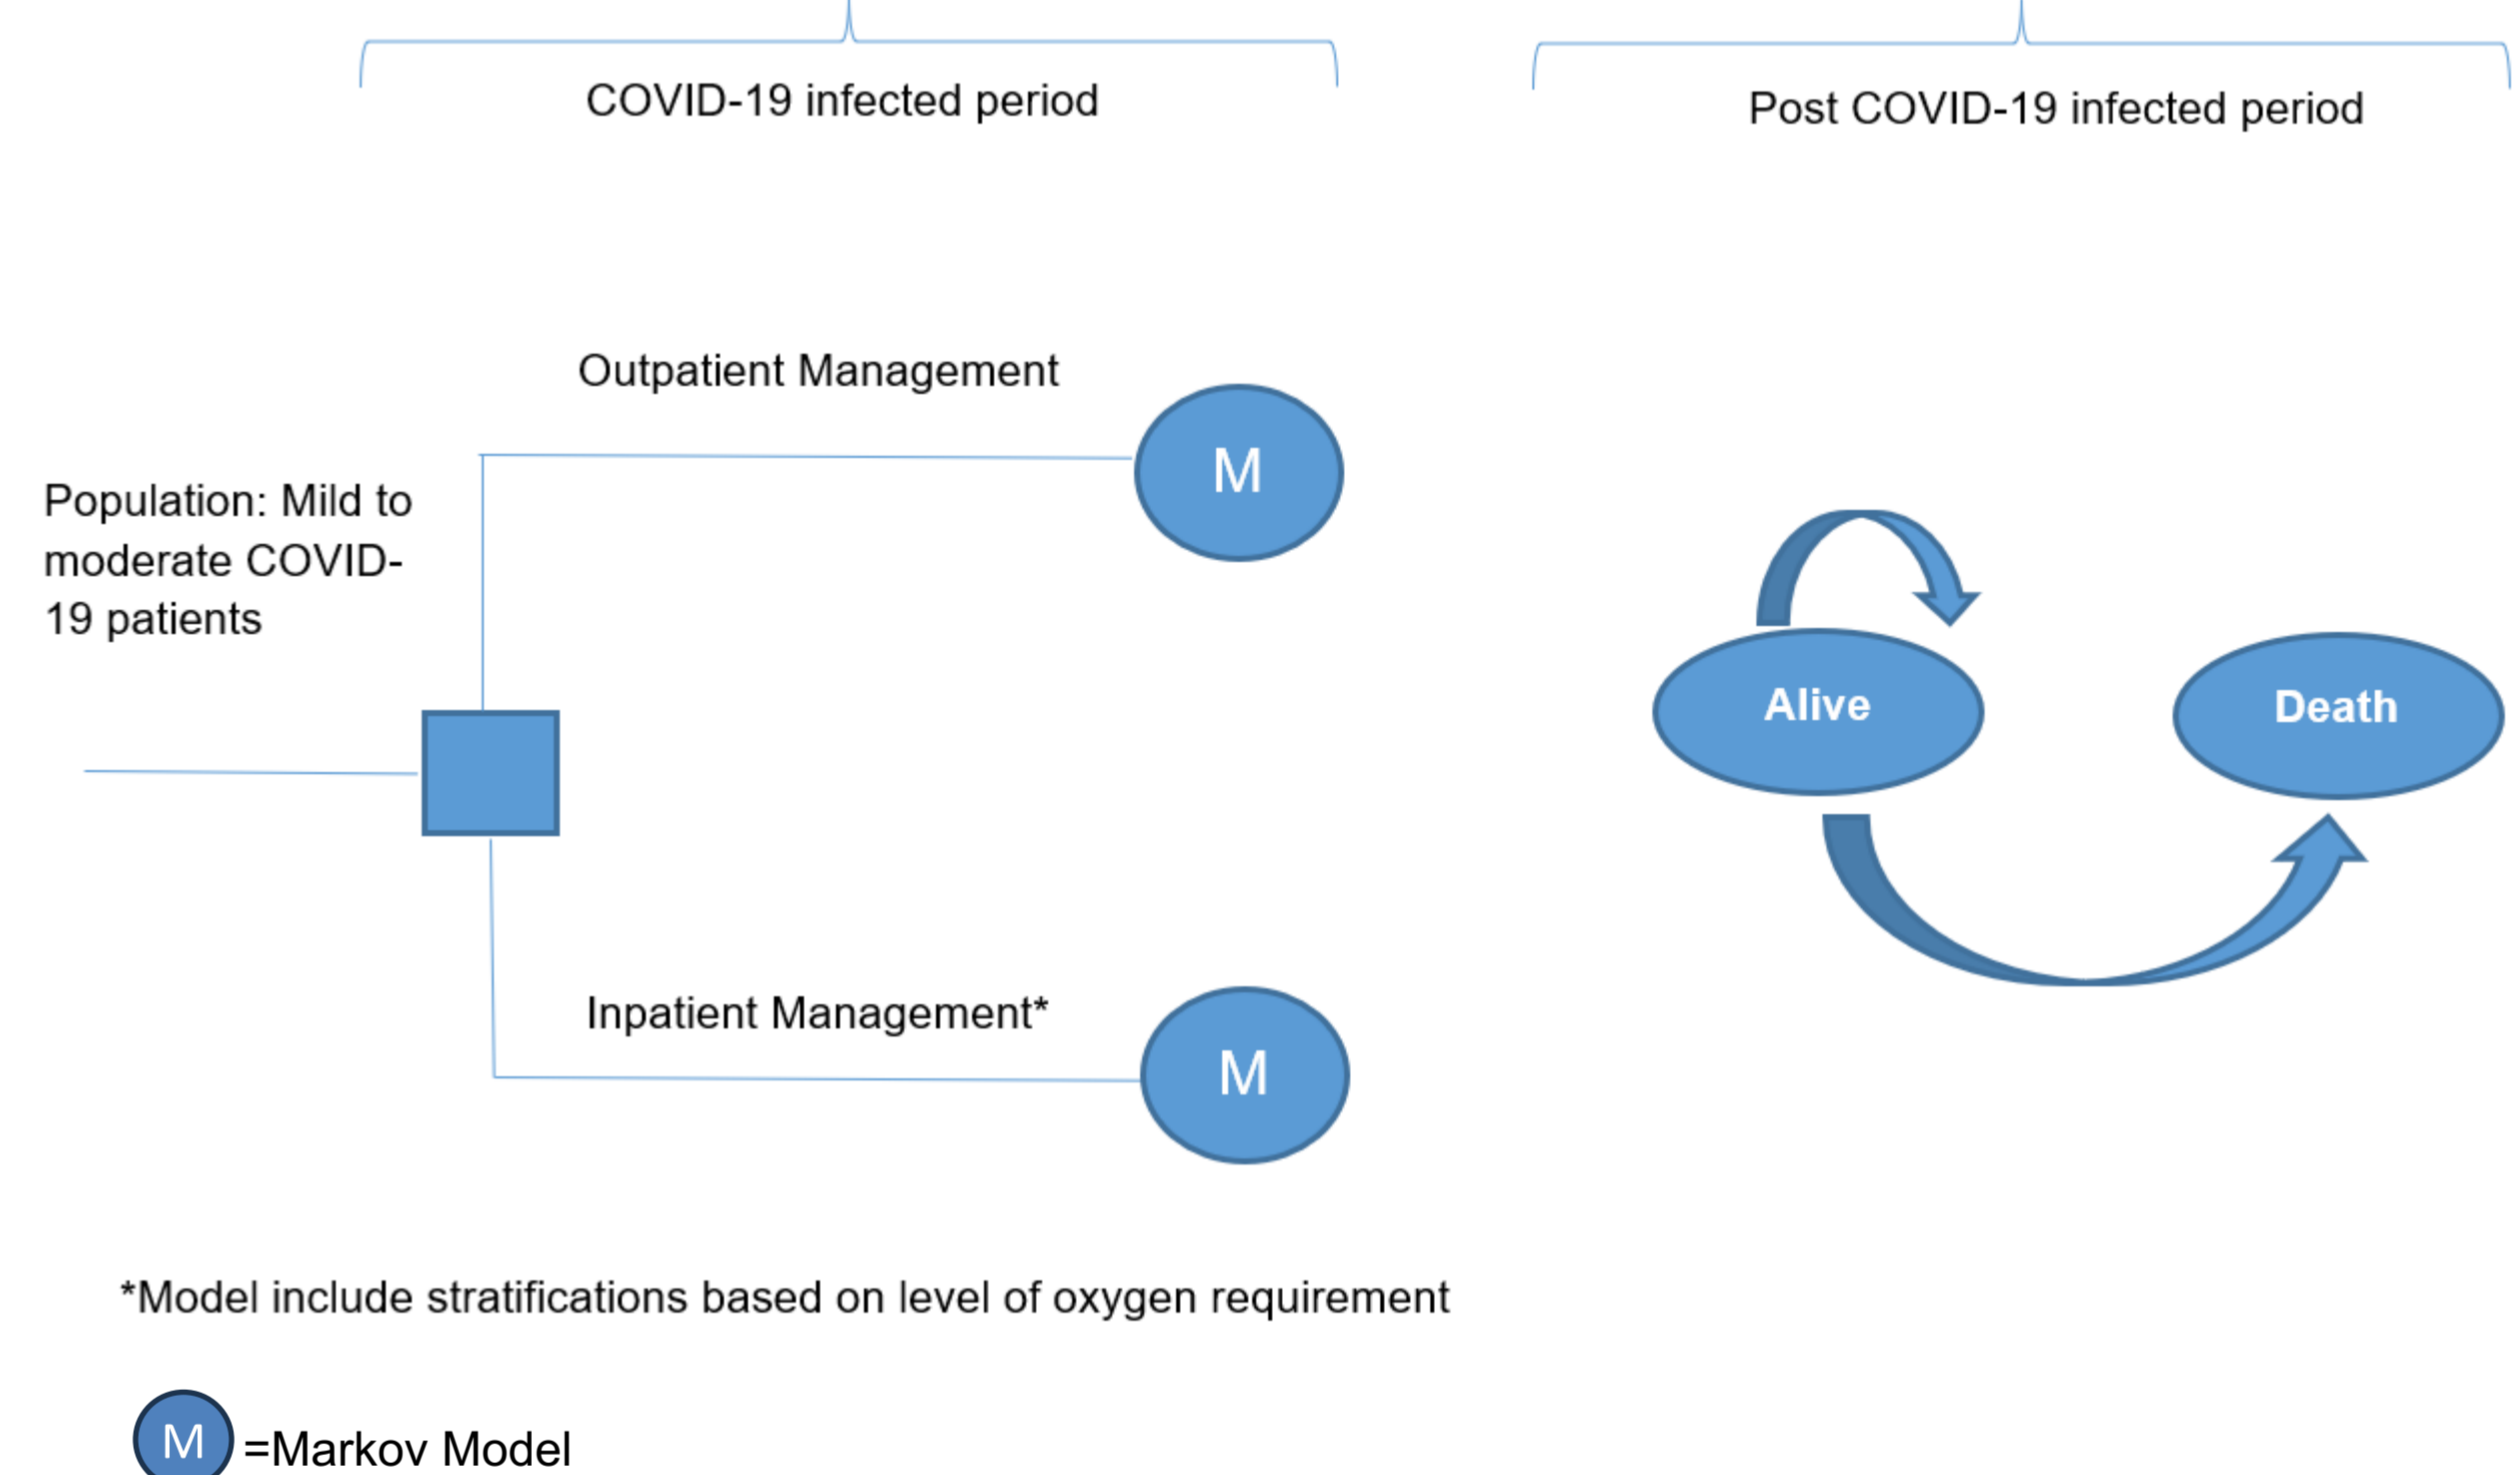 COVID-19 infected period
Post COVID-19 infected period
Outpatient Management
M
Population: Mild to
moderate COVID-
19 patients
Alive
Death
Inpatient Management*
M
*Model include stratifications based on level of oxygen requirement
M =Markov Model